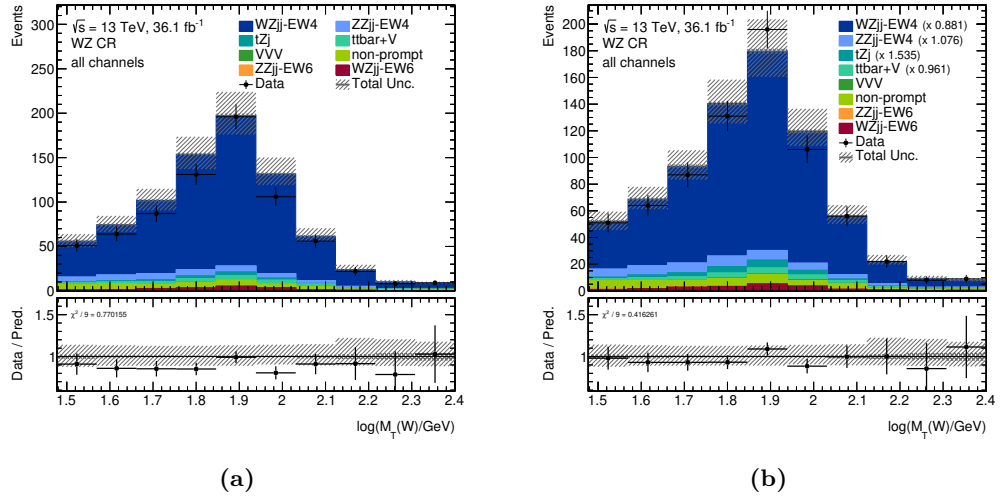 Events
300
250
200
150
100
50
0
√s = 13 TeV, 36.1 fb⁻¹
WZ CR
all channels
WZjj-EW4 ZZjj-EW4
tZj ttbar+V
VVV non-prompt
ZZjj-EW6 WZjj-EW6
Data Total Unc.
Data / Pred.
1.5
1
χ² / 9 = 0.770155
1.5 1.6 1.7 1.8 1.9 2 2.1 2.2 2.3 2.4
log(M_T(W)/GeV)
(a)
Events
200
180
160
140
120
100
80
60
40
20
0
√s = 13 TeV, 36.1 fb⁻¹
WZ CR
all channels
WZjj-EW4 (x 0.881)
ZZjj-EW4 (x 1.076)
tZj (x 1.535)
ttbar+V (x 0.961)
VVV
non-prompt
ZZjj-EW6
WZjj-EW6
Data
Total Unc.
Data / Pred.
1.5
1
χ² / 9 = 0.416261
1.5 1.6 1.7 1.8 1.9 2 2.1 2.2 2.3 2.4
log(M_T(W)/GeV)
(b)